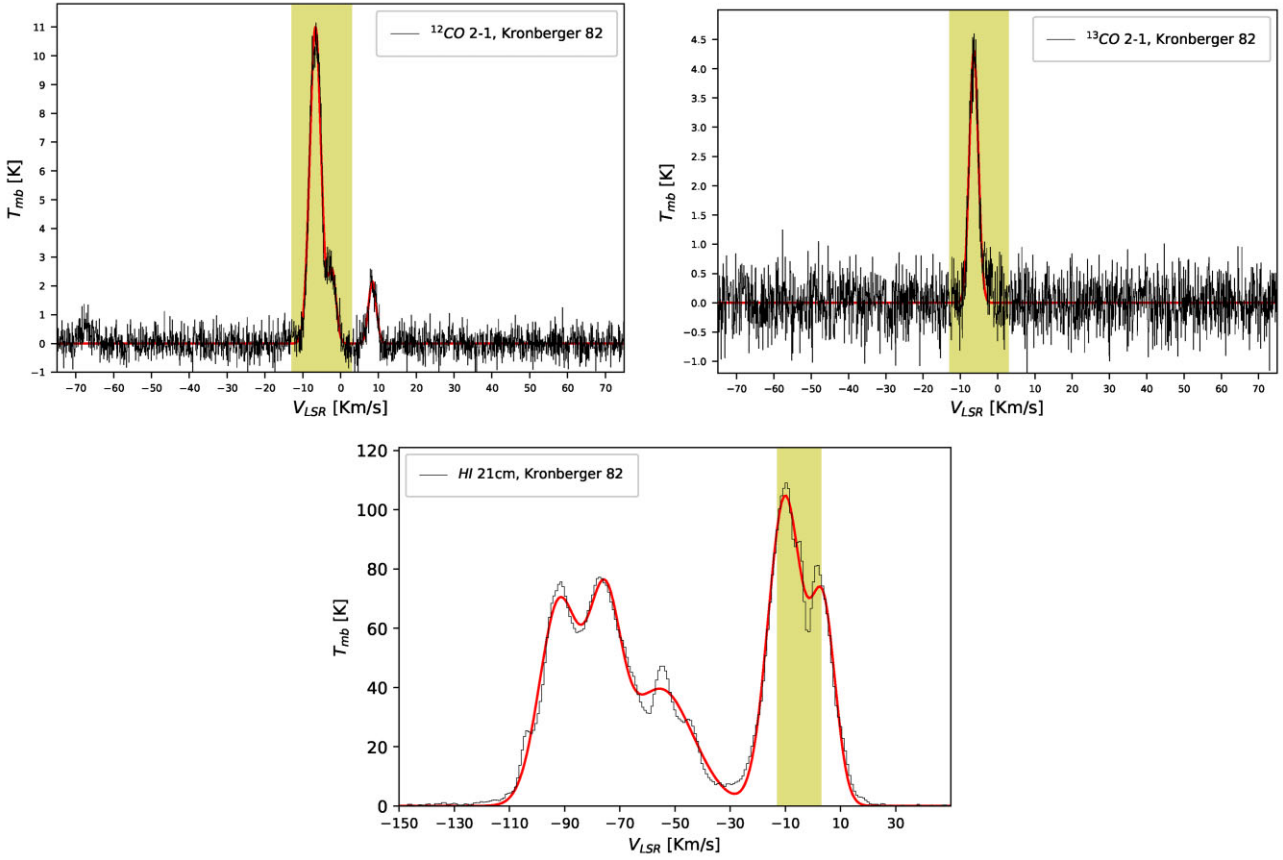 ¹²CO 2-1, Kronberger 82
11
10
9
8
7
6
5
4
3
2
1
0
−1
T_mb [K]
−70 −60 −50 −40 −30 −20 −10 0 10 20 30 40 50 60 70
V_LSR [Km/s]
¹³CO 2-1, Kronberger 82
4.5
4.0
3.5
3.0
2.5
2.0
1.5
1.0
0.5
0.0
−0.5
−1.0
T_mb [K]
−70 −60 −50 −40 −30 −20 −10 0 10 20 30 40 50 60 70
V_LSR [Km/s]
HI 21cm, Kronberger 82
120
100
80
60
40
20
0
T_mb [K]
−150 −130 −110 −90 −70 −50 −30 −10 10 30
V_LSR [Km/s]